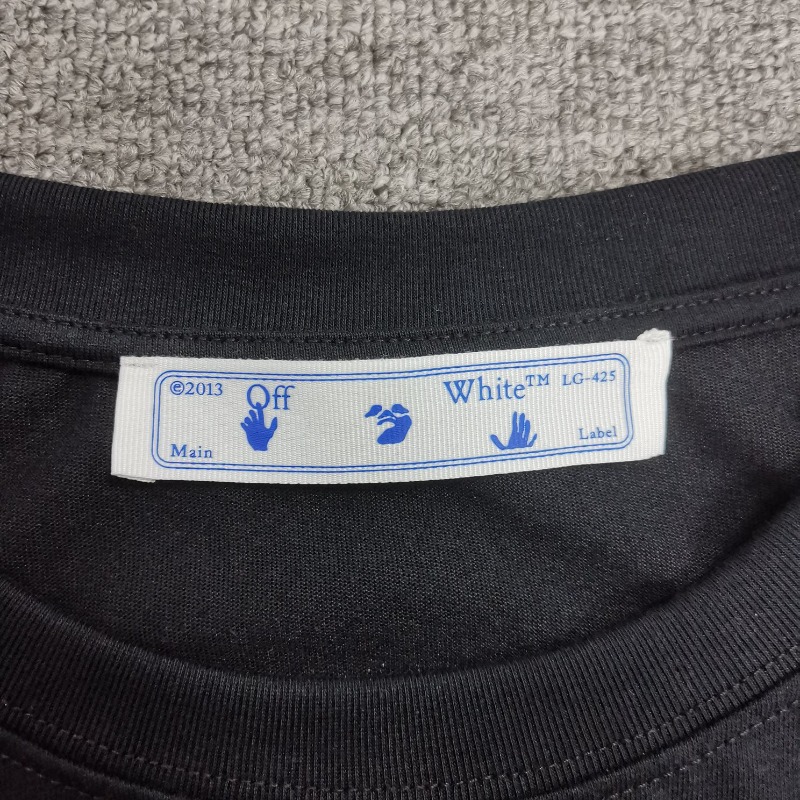 ©2013 Off White™ LG-425
Main Label